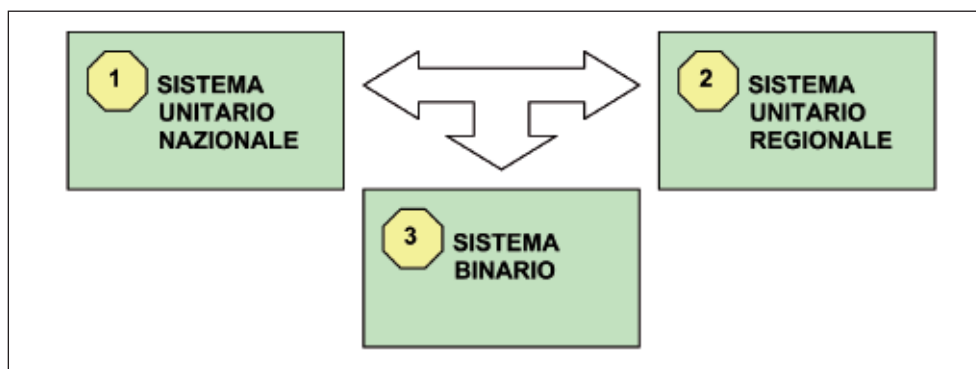 1 SISTEMA
UNITARIO
NAZIONALE
2 SISTEMA
UNITARIO
REGIONALE
3 SISTEMA
BINARIO